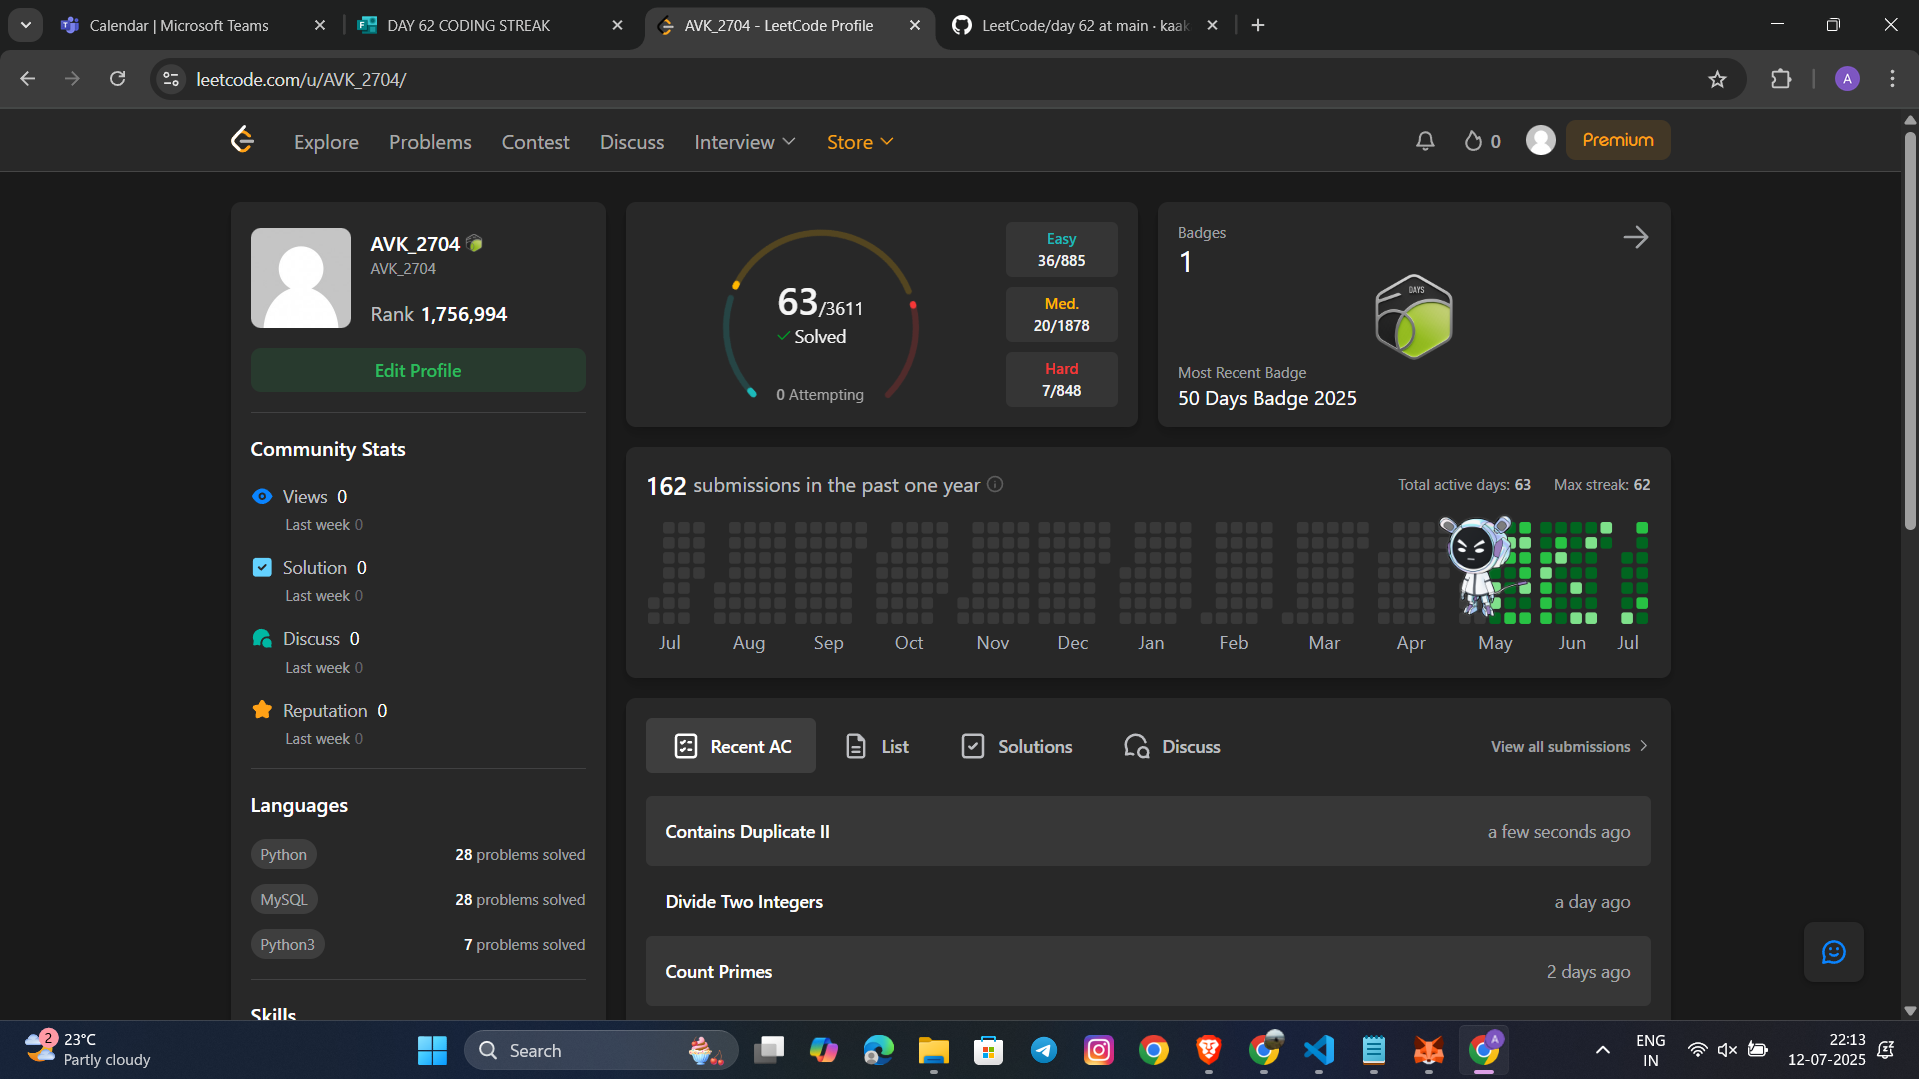 Calendar | Microsoft Teams
DAY 62 CODING STREAK
AVK_2704 - LeetCode Profile
LeetCode/day 62 at main · kaak
leetcode.com/u/AVK_2704/
A
Explore
Problems
Contest
Discuss
Interview
Store
0
Premium
AVK_2704
AVK_2704
Rank 1,756,994
Edit Profile
Community Stats
Views 0
Last week 0
Solution 0
Last week 0
Discuss 0
Last week 0
Reputation 0
Last week 0
Languages
Python
28 problems solved
MySQL
28 problems solved
Python3
7 problems solved
Skills
63/3611
Solved
0 Attempting
Easy
36/885
Med.
20/1878
Hard
7/848
Badges
1
DAYS
Most Recent Badge
50 Days Badge 2025
162 submissions in the past one year
Total active days: 63
Max streak: 62
Jul Aug Sep Oct Nov Dec Jan Feb Mar Apr May Jun Jul
Recent AC
List
Solutions
Discuss
View all submissions
Contains Duplicate II
a few seconds ago
Divide Two Integers
a day ago
Count Primes
2 days ago
2
23°C
Partly cloudy
Search
A
ENG
IN
22:13
12-07-2025